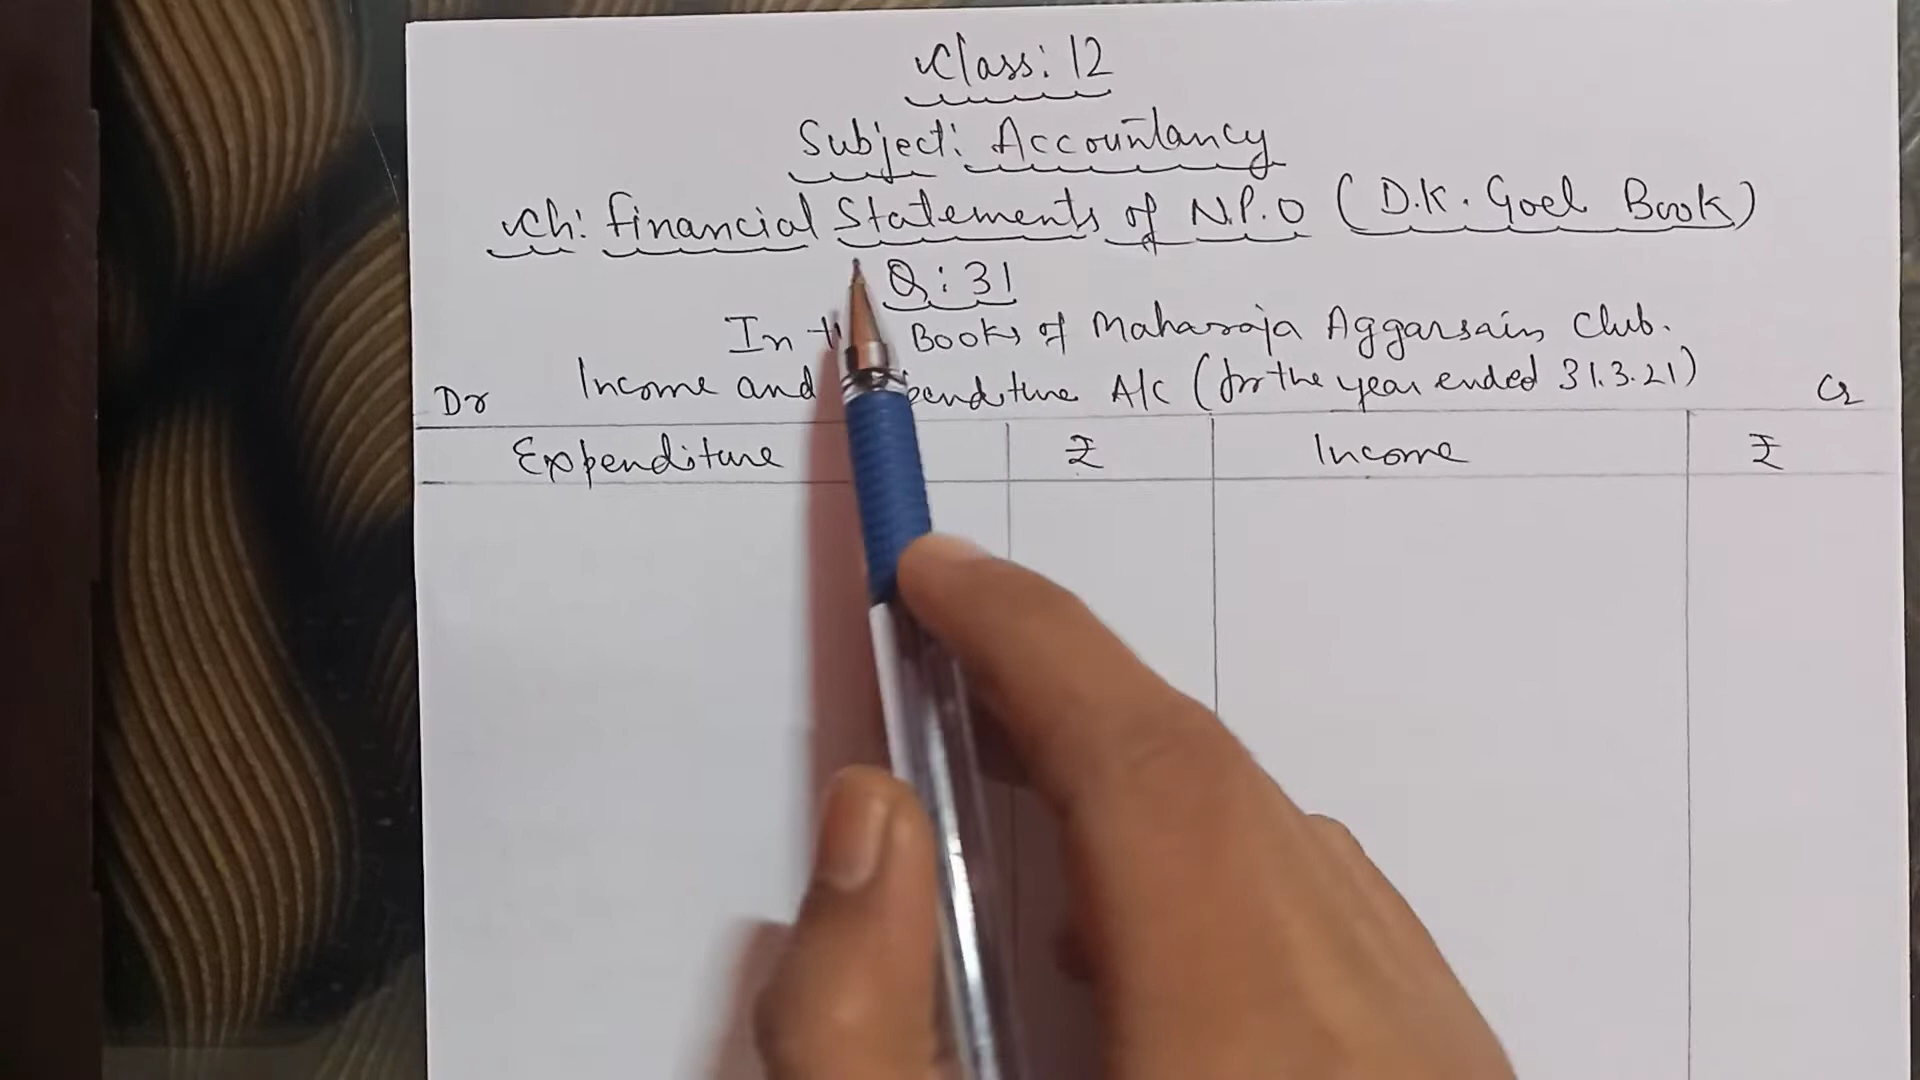 Class: 12
Subject: Accountancy
Ch: Financial Statements of N.P.O (D.K. Goel Book)
Q: 31
In Books of Maharaja Aggarsain Club.
Dr Income and A/C (for the year ended 31.3.21) Cr
Expenditure ₹ Income ₹